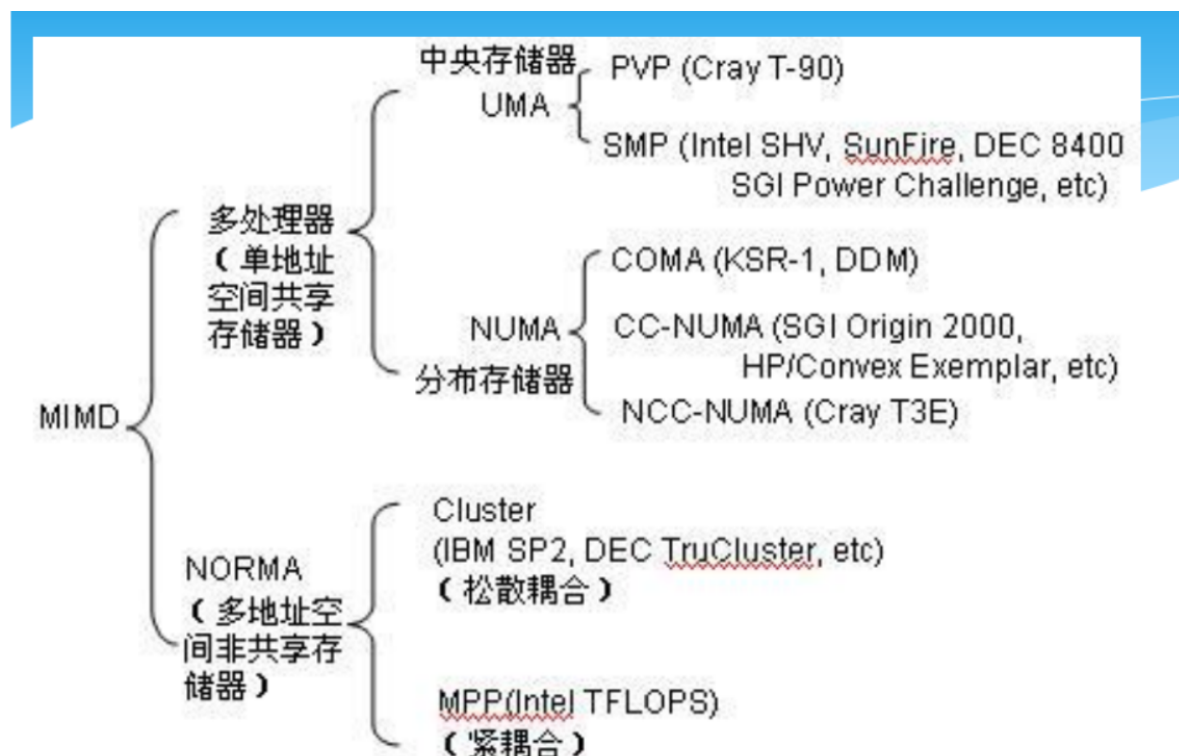 MIMD
多处理器
（单地址
空间共享
存储器）
中央存储器
UMA
PVP (Cray T-90)
SMP (Intel SHV, SunFire, DEC 8400
SGI Power Challenge, etc)
NUMA
分布存储器
COMA (KSR-1, DDM)
CC-NUMA (SGI Origin 2000,
HP/Convex Exemplar, etc)
NCC-NUMA (Cray T3E)
NORMA
（多地址空
间非共享存
储器）
Cluster
(IBM SP2, DEC TruCluster, etc)
（松散耦合）
MPP(Intel TFLOPS)
（紧耦合）